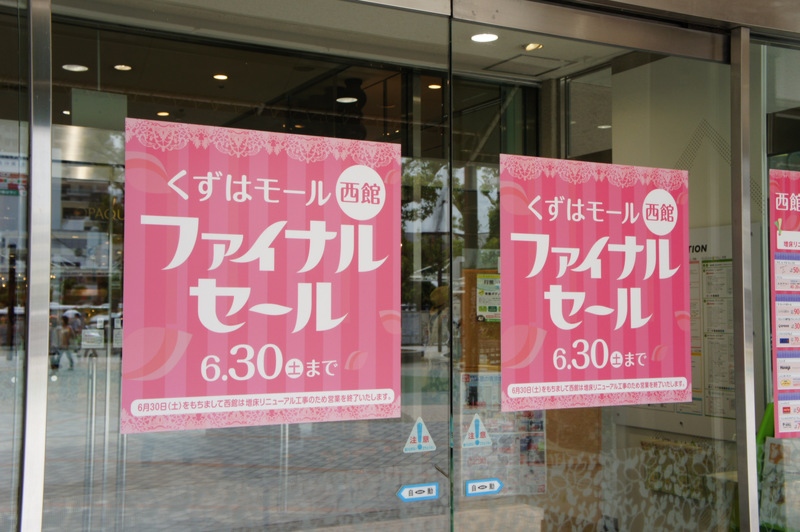 くずはモール 西館
ファイナル
セール
6.30(土)まで
6月30日(土)をもちまして西館は増床リニューアル工事のため営業を終了いたします。
くずはモール 西館
ファイナル
セール
6.30(土)まで
6月30日(土)をもちまして西館は増床リニューアル工事のため営業を終了いたします。
注意
自動
注意
自動
西館